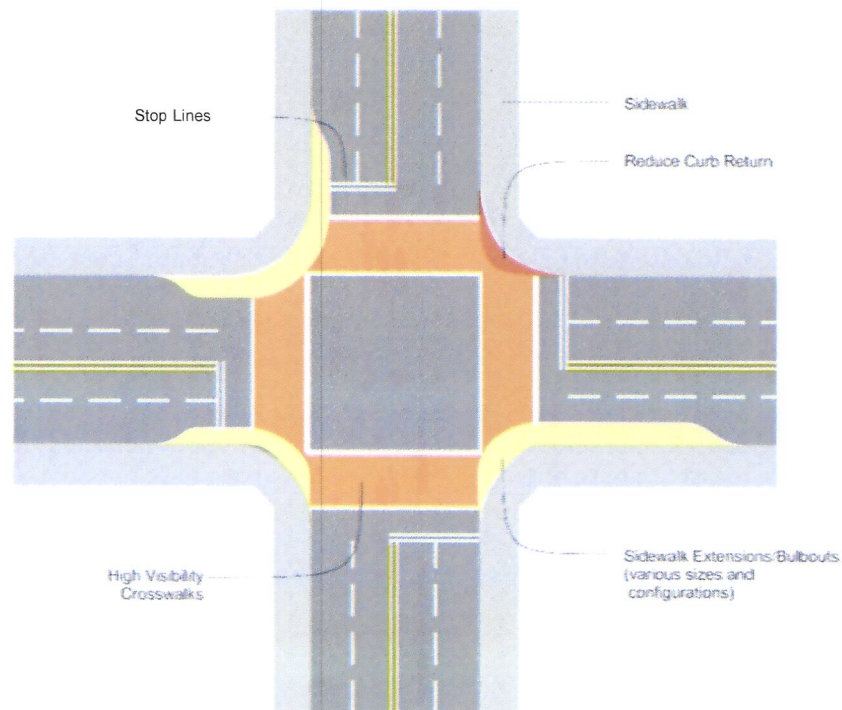 Stop Lines
Sidewalk
Reduce Curb Return
High Visibility
Crosswalks
Sidewalk Extensions/Bulbouts
(various sizes and
configurations)